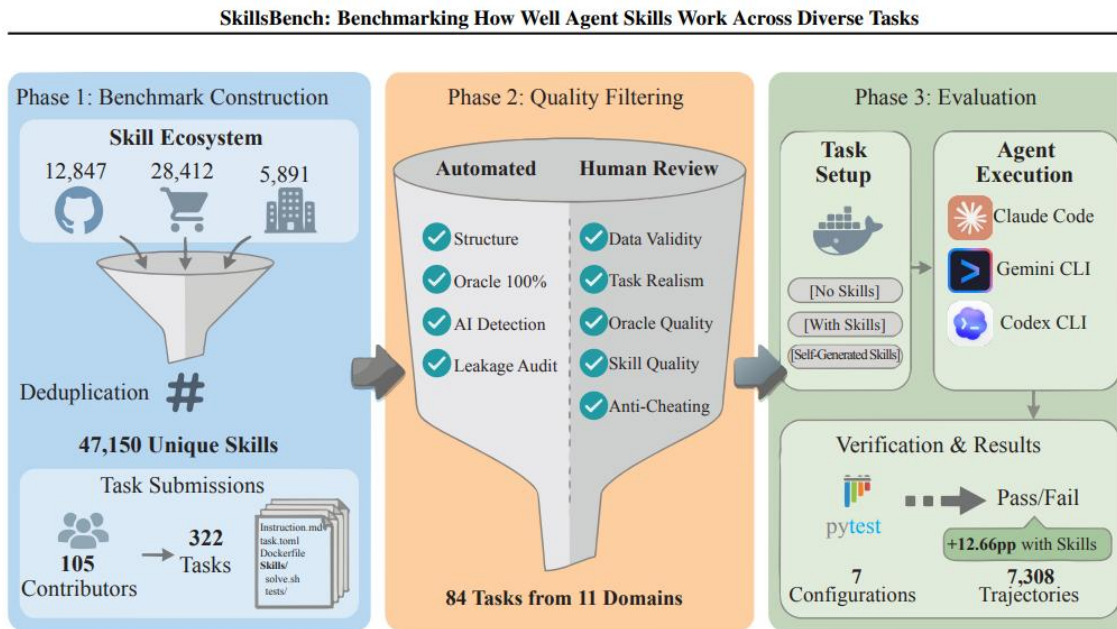 SkillsBench: Benchmarking How Well Agent Skills Work Across Diverse Tasks
Phase 1: Benchmark Construction
Skill Ecosystem
12,847 28,412 5,891
Deduplication #
47,150 Unique Skills
Task Submissions
105
Contributors
322
Tasks
Instruction.md
task.toml
Dockerfile
Skills/
solve.sh
tests/
Phase 2: Quality Filtering
Automated
Structure
Oracle 100%
AI Detection
Leakage Audit
Human Review
Data Validity
Task Realism
Oracle Quality
Skill Quality
Anti-Cheating
84 Tasks from 11 Domains
Phase 3: Evaluation
Task
Setup
[No Skills]
[With Skills]
[Self-Generated Skills]
Agent
Execution
Claude Code
Gemini CLI
Codex CLI
Verification & Results
pytest
Pass/Fail
+12.66pp with Skills
7
Configurations
7,308
Trajectories